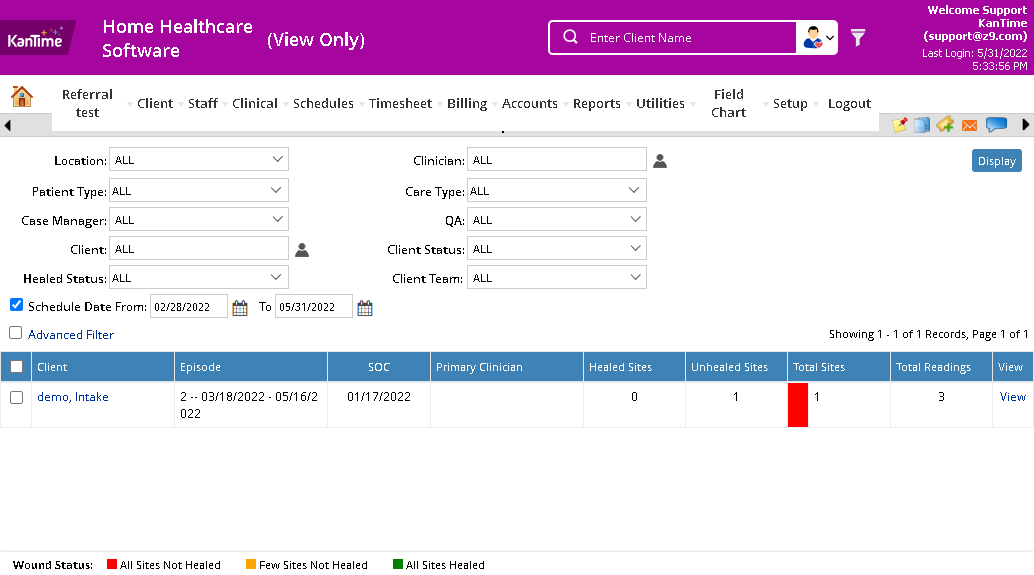 KanTime
Home Healthcare
Software
(View Only)
Enter Client Name
Welcome Support
KanTime
(support@z9.com)
Last Login: 5/31/2022
5:33:56 PM
Referral
test
Client Staff Clinical Schedules Timesheet Billing Accounts Reports Utilities
Field
Chart
Setup Logout
Location: ALL Clinician: ALL Display
Patient Type: ALL Care Type: ALL
Case Manager: ALL QA: ALL
Client: ALL Client Status: ALL
Healed Status: ALL Client Team: ALL
Schedule Date From: 02/28/2022 To 05/31/2022
Advanced Filter Showing 1 - 1 of 1 Records, Page 1 of 1
Client Episode SOC Primary Clinician Healed Sites Unhealed Sites Total Sites Total Readings View
demo, Intake 2 -- 03/18/2022 - 05/16/2 01/17/2022 0 1 1 3 View
022
Wound Status: All Sites Not Healed Few Sites Not Healed All Sites Healed